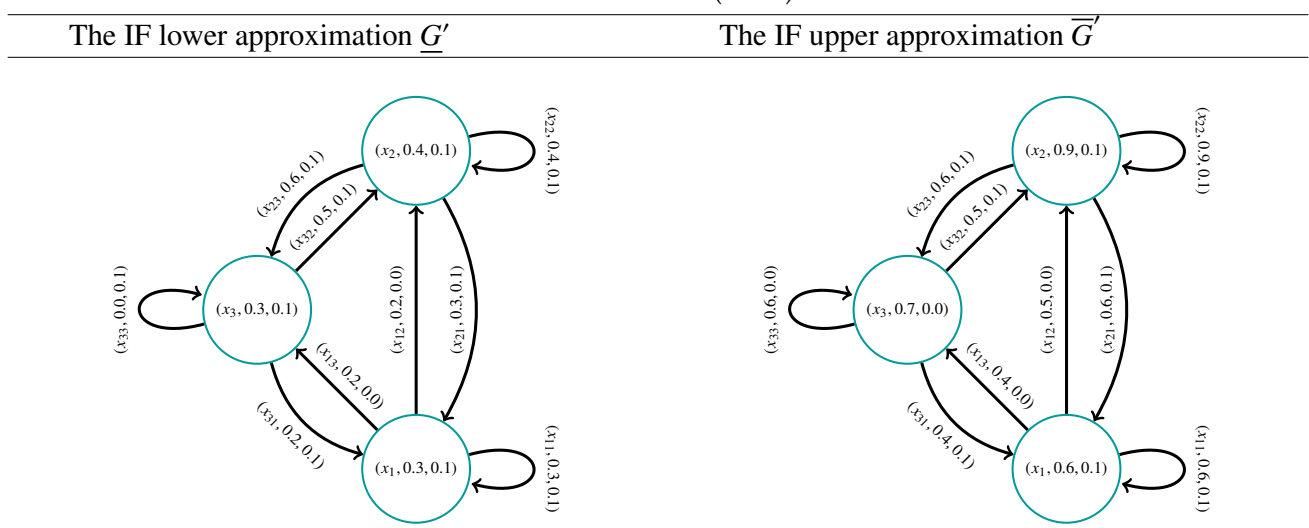 The IF lower approximation G′
The IF upper approximation G̅′
(x₂, 0.4, 0.1)
(x₂₂, 0.4, 0.1)
(x₂₃, 0.6, 0.1)
(x₃₂, 0.5, 0.1)
(x₃, 0.3, 0.1)
(x₃₃, 0.0, 0.1)
(x₁₂, 0.2, 0.0)
(x₂₁, 0.3, 0.1)
(x₁₃, 0.2, 0.0)
(x₃₁, 0.2, 0.1)
(x₁, 0.3, 0.1)
(x₁₁, 0.3, 0.1)
(x₂, 0.9, 0.1)
(x₂₂, 0.9, 0.1)
(x₂₃, 0.6, 0.1)
(x₃₂, 0.5, 0.1)
(x₃, 0.7, 0.0)
(x₃₃, 0.6, 0.0)
(x₁₂, 0.5, 0.0)
(x₂₁, 0.6, 0.1)
(x₁₃, 0.4, 0.0)
(x₃₁, 0.4, 0.1)
(x₁, 0.6, 0.1)
(x₁₁, 0.6, 0.1)